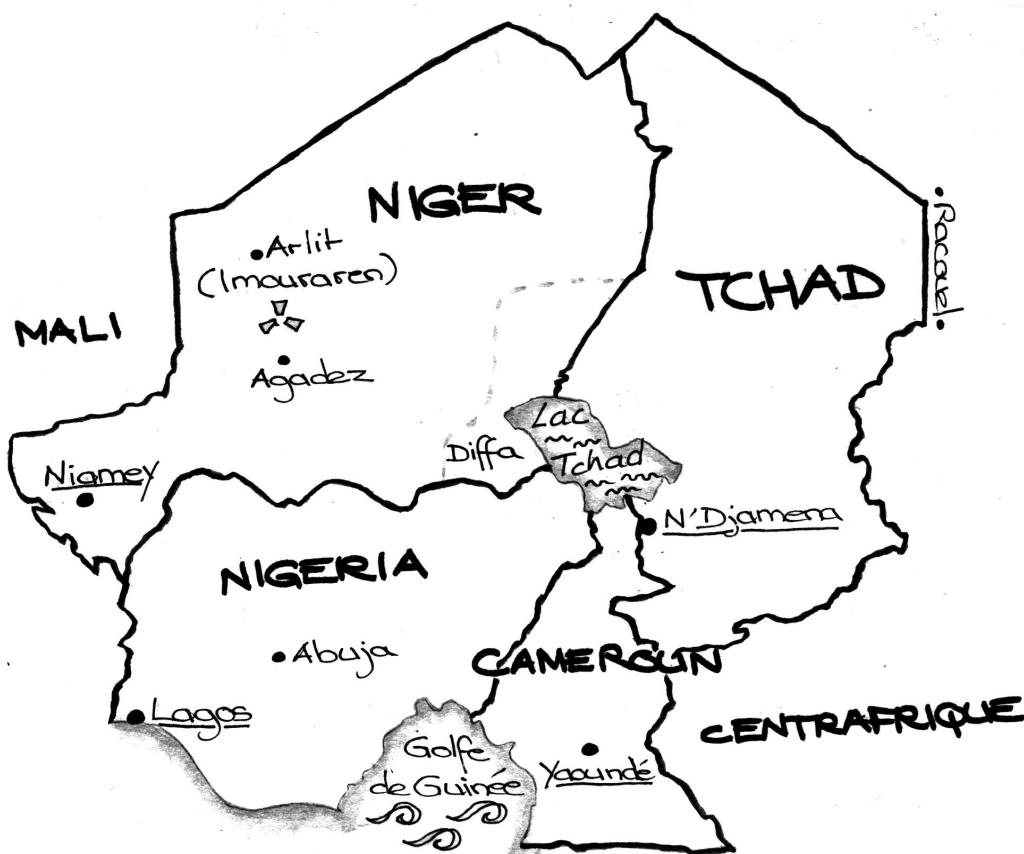 NIGER
Arlit
(Imouraren)
TCHAD
MALI
Agadez
Lac
Tchad
Diffa
Niamey
N'Djamena
NIGERIA
Abuja
CAMEROUN
Lagos
CENTRAFRIQUE
Golfe
de Guinée
Yaoundé